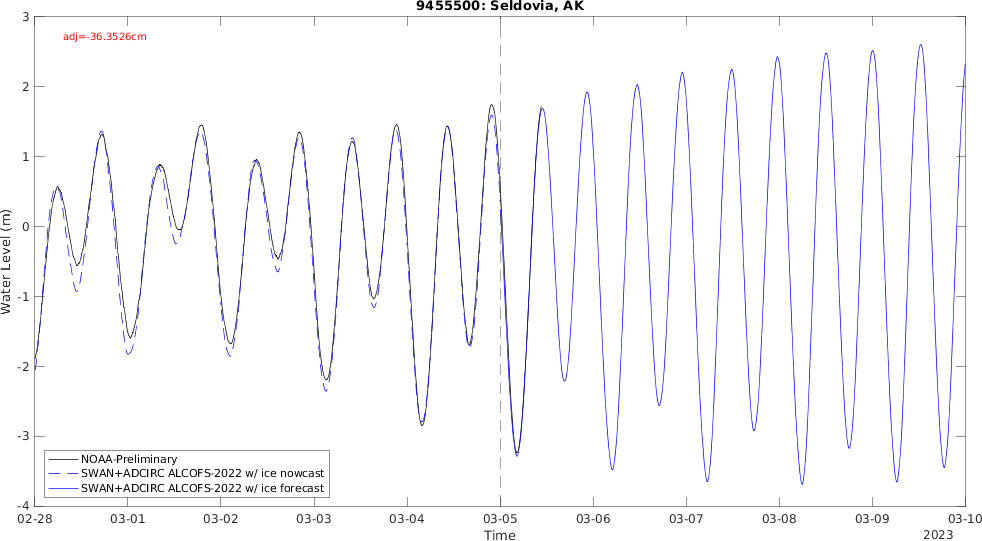 9455500: Seldovia, AK
adj=-36.3526cm
Water Level (m)
3
2
1
0
-1
-2
-3
-4
NOAA-Preliminary
SWAN+ADCIRC ALCOFS-2022 w/ ice nowcast
SWAN+ADCIRC ALCOFS-2022 w/ ice forecast
02-28 03-01 03-02 03-03 03-04 03-05 03-06 03-07 03-08 03-09 03-10
Time
2023